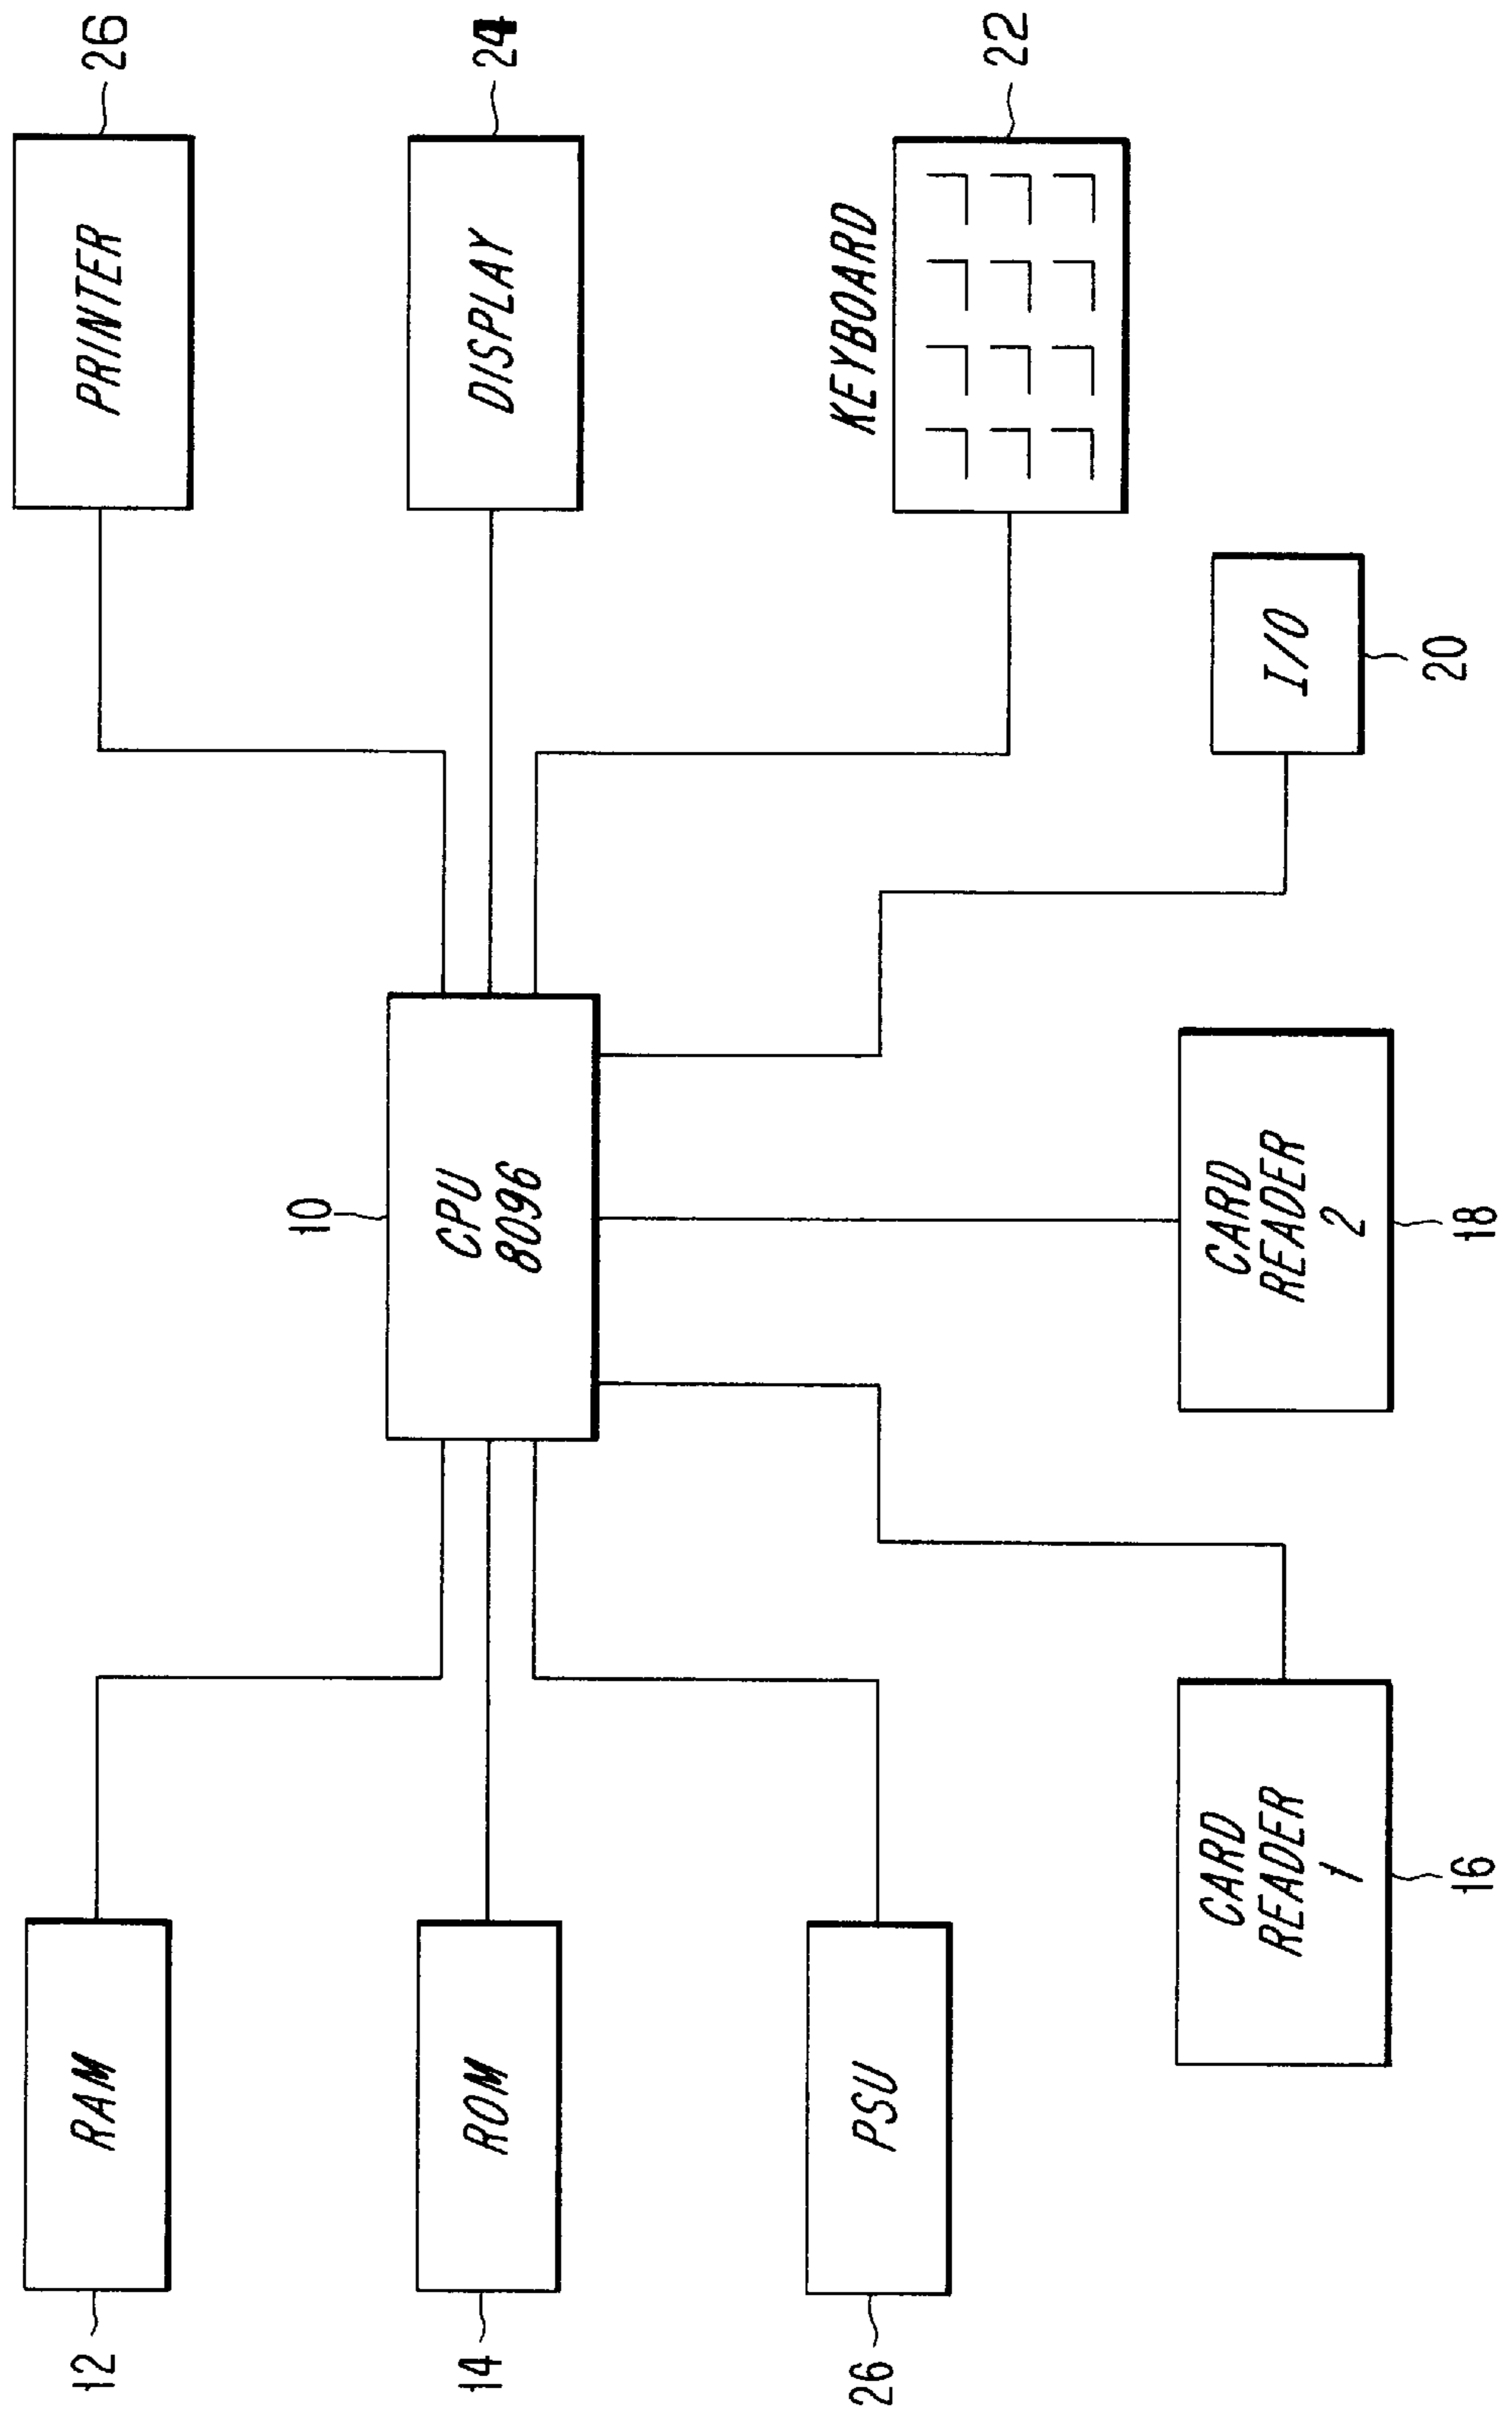 12
RAM
14
ROM
26
PSU
10
CPU
8096
CARD
READER
1
16
CARD
READER
2
18
I/O
20
PRINTER
26
DISPLAY
24
KEYBOARD
22